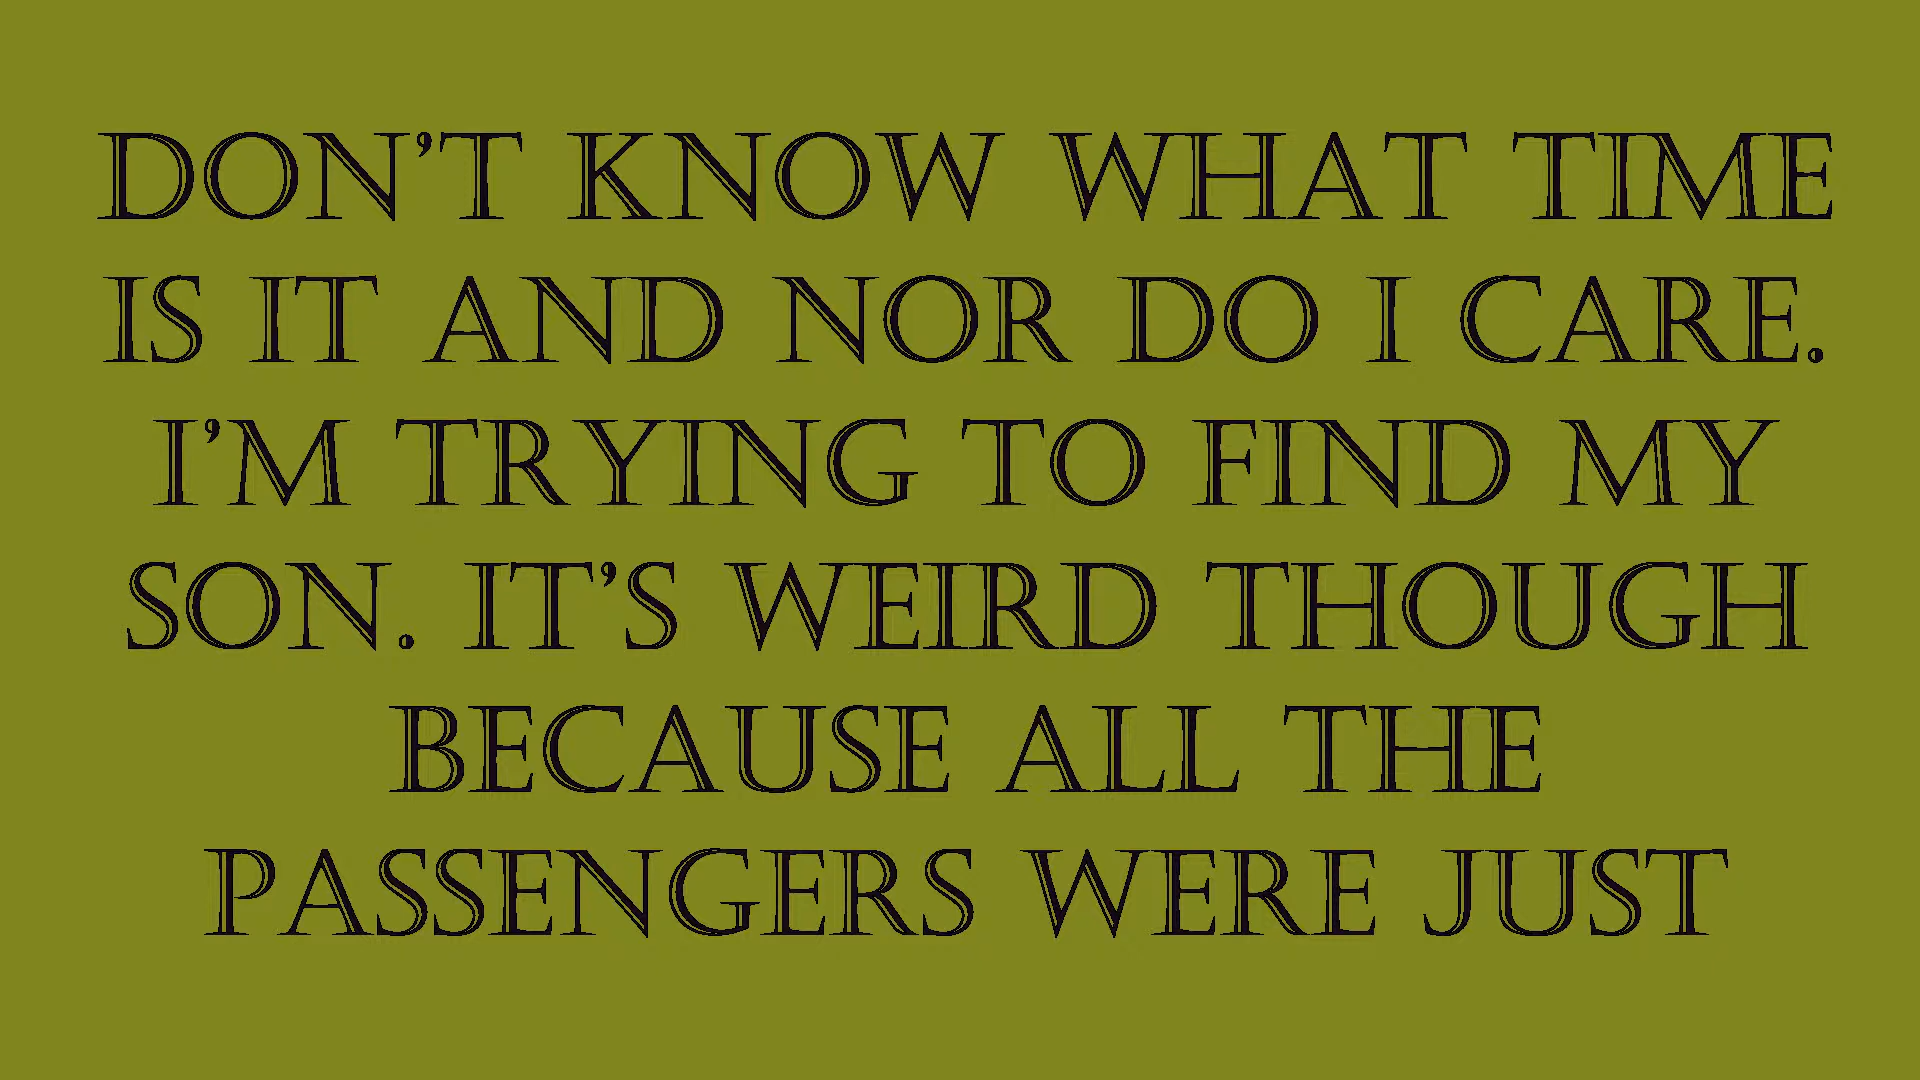 DON'T KNOW WHAT TIME
IS IT AND NOR DO I CARE.
I'M TRYING TO FIND MY
SON. IT'S WEIRD THOUGH
BECAUSE ALL THE
PASSENGERS WERE JUST